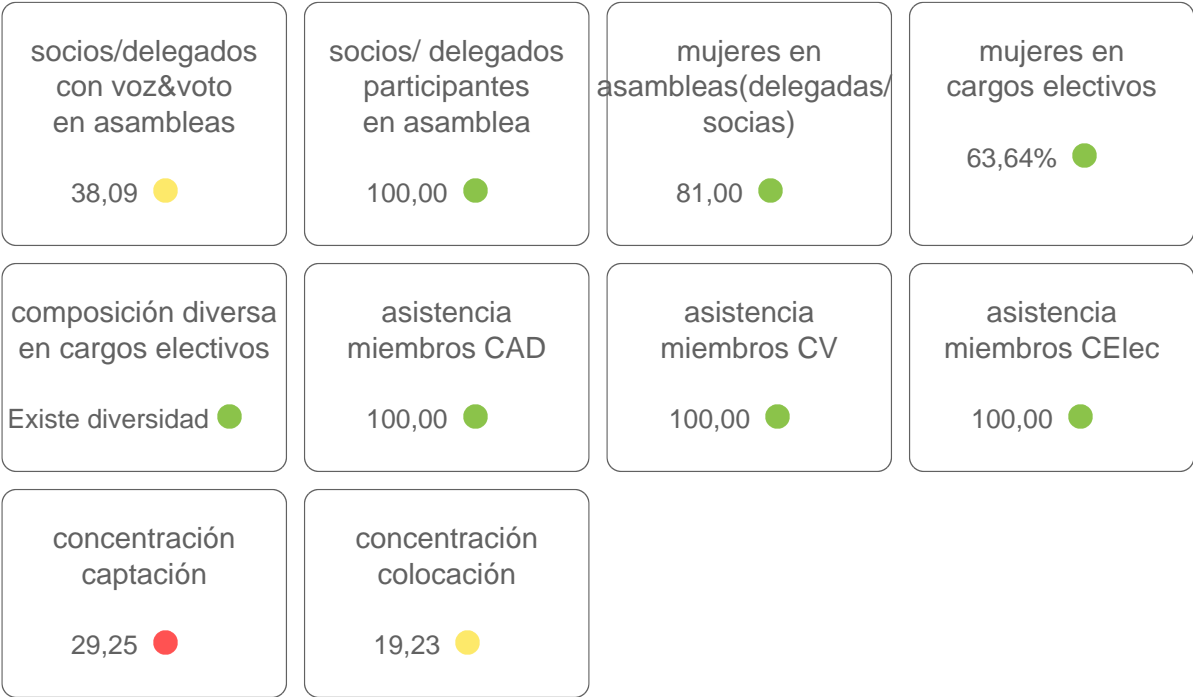 socios/delegados
con voz&voto
en asambleas
38,09
socios/ delegados
participantes
en asamblea
100,00
mujeres en
asambleas(delegadas/
socias)
81,00
mujeres en
cargos electivos
63,64%
composición diversa
en cargos electivos
Existe diversidad
asistencia
miembros CAD
100,00
asistencia
miembros CV
100,00
asistencia
miembros CElec
100,00
concentración
captación
29,25
concentración
colocación
19,23